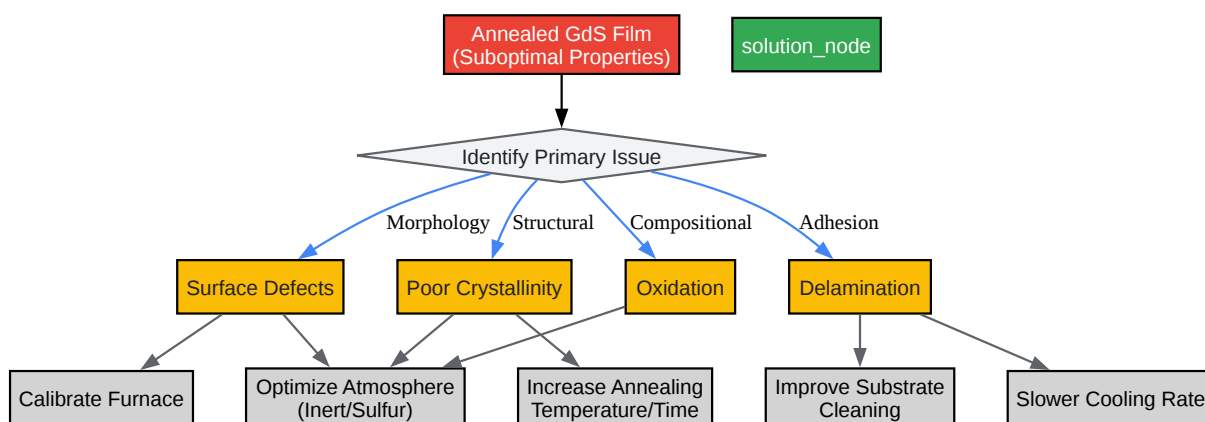 Annealed GdS Film
(Suboptimal Properties)
solution_node
Identify Primary Issue
Morphology
Structural
Compositional
Adhesion
Surface Defects
Poor Crystallinity
Oxidation
Delamination
Calibrate Furnace
Optimize Atmosphere
(Inert/Sulfur)
Increase Annealing
Temperature/Time
Improve Substrate
Cleaning
Slower Cooling Rate